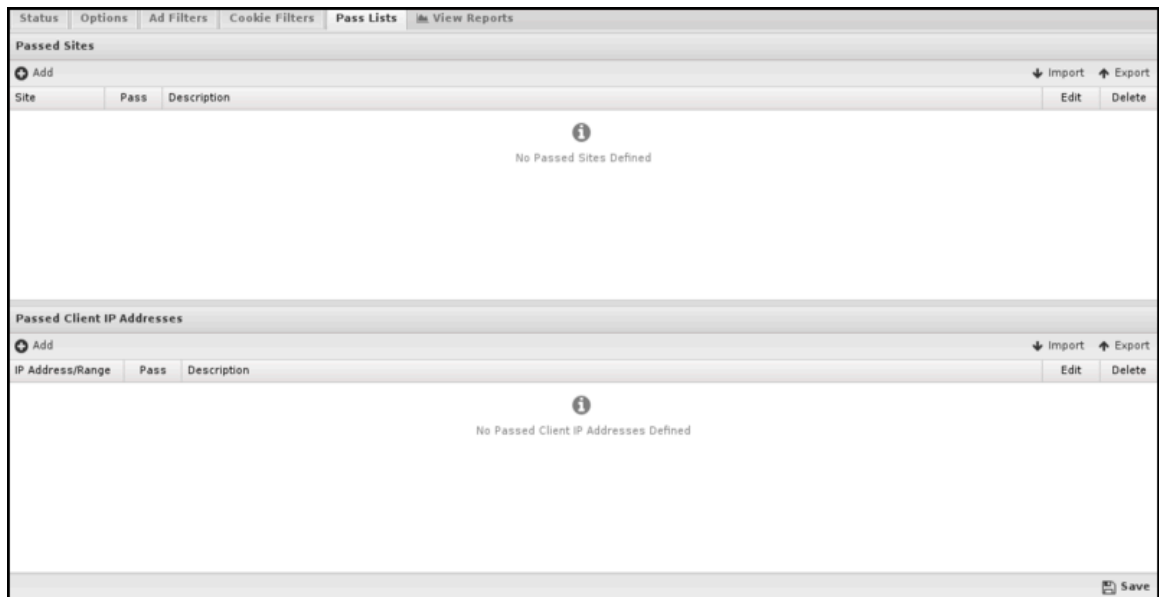 Status Options Ad Filters Cookie Filters Pass Lists View Reports
Passed Sites
Add Import Export
Site Pass Description Edit Delete
No Passed Sites Defined
Passed Client IP Addresses
Add Import Export
IP Address/Range Pass Description Edit Delete
No Passed Client IP Addresses Defined
Save